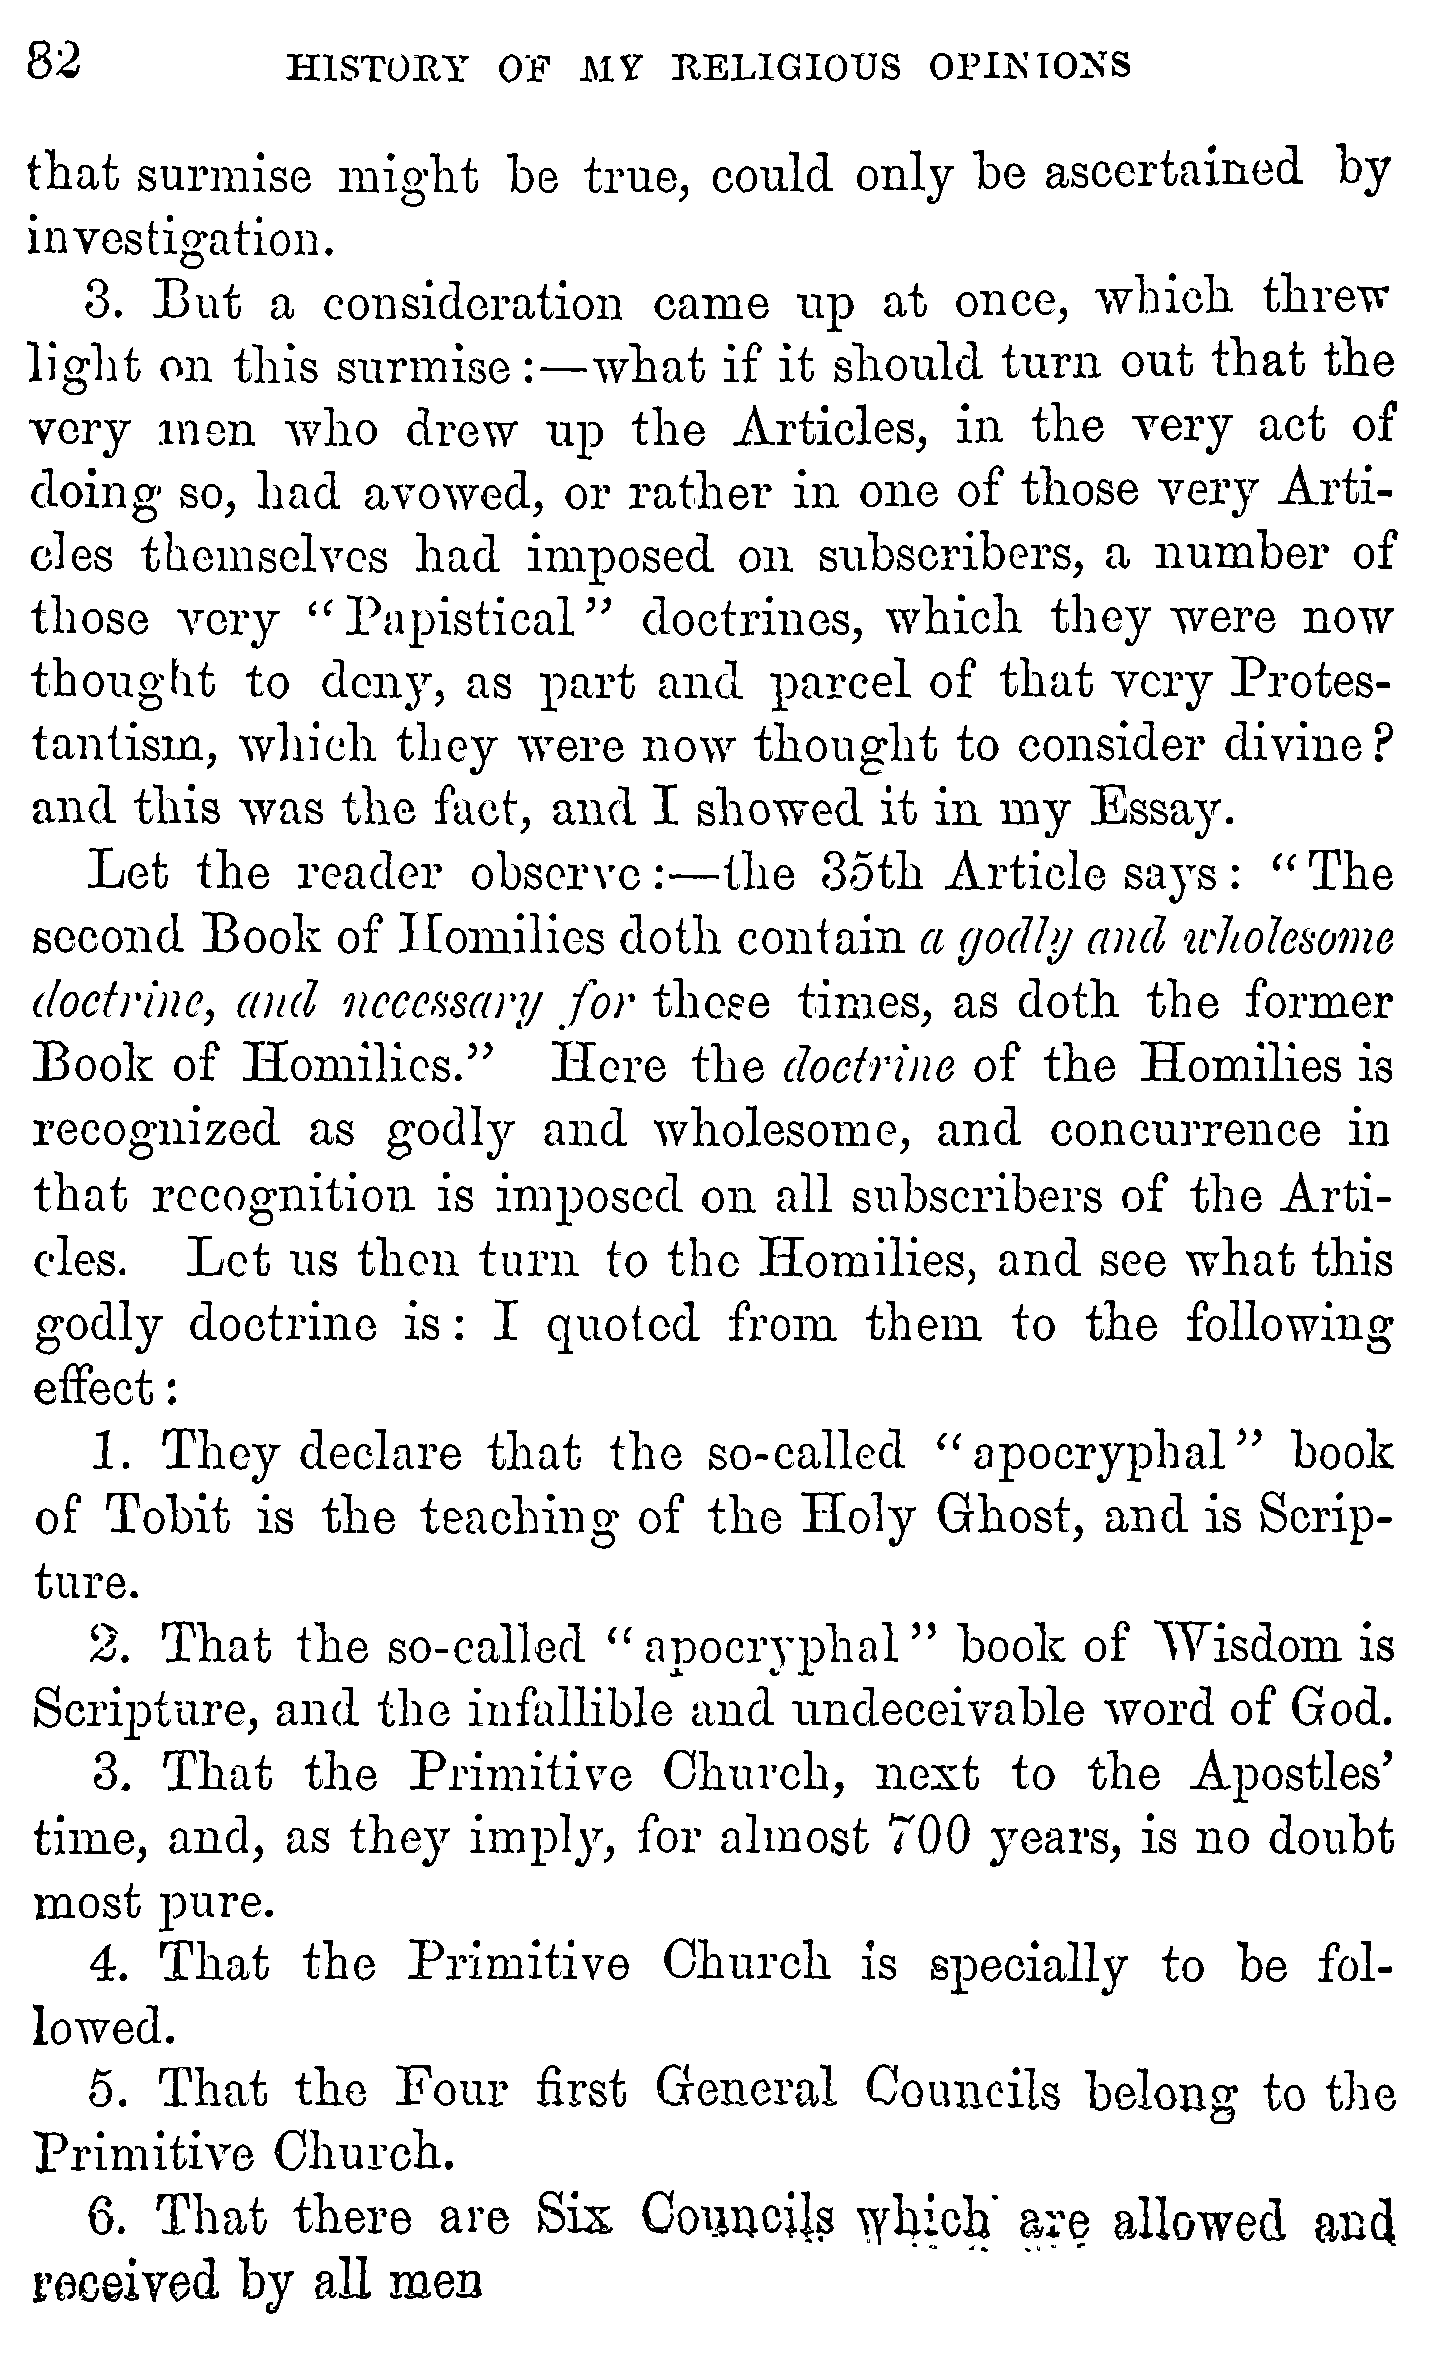 82 HISTORY OF MY RELIGIOUS OPINIONS
that surmise might be true, could only be ascertained by
investigation.
3. But a consideration came up at once, which threw
light on this surmise:—what if it should turn out that the
very men who drew up the Articles, in the very act of
doing so, had avowed, or rather in one of those very Arti-
cles themselves had imposed on subscribers, a number of
those very “Papistical” doctrines, which they were now
thought to deny, as part and parcel of that very Protes-
tantism, which they were now thought to consider divine?
and this was the fact, and I showed it in my Essay.
Let the reader observe:—the 35th Article says: “The
second Book of Homilies doth contain a godly and wholesome
doctrine, and necessary for these times, as doth the former
Book of Homilies.” Here the doctrine of the Homilies is
recognized as godly and wholesome, and concurrence in
that recognition is imposed on all subscribers of the Arti-
cles. Let us then turn to the Homilies, and see what this
godly doctrine is: I quoted from them to the following
effect:
1. They declare that the so-called “apocryphal” book
of Tobit is the teaching of the Holy Ghost, and is Scrip-
ture.
2. That the so-called “apocryphal” book of Wisdom is
Scripture, and the infallible and undeceivable word of God.
3. That the Primitive Church, next to the Apostles’
time, and, as they imply, for almost 700 years, is no doubt
most pure.
4. That the Primitive Church is specially to be fol-
lowed.
5. That the Four first General Councils belong to the
Primitive Church.
6. That there are Six Councils which are allowed and
received by all men